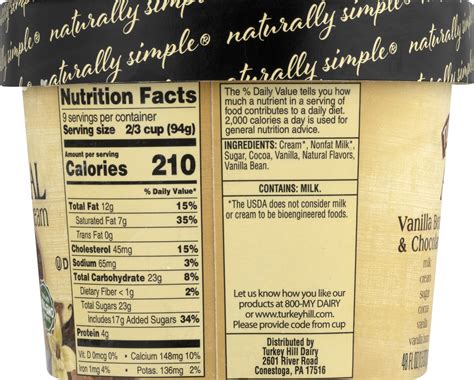 naturally simple® naturally simple®
naturally simple® naturally simple®
Nutrition Facts
9 servings per container
Serving size 2/3 cup (94g)
Amount per serving
Calories 210
% Daily Value*
Total Fat 12g 15%
Saturated Fat 7g 35%
Trans Fat 0g
Cholesterol 45mg 15%
Sodium 65mg 3%
Total Carbohydrate 23g 8%
Dietary Fiber <1g 2%
Total Sugars 23g
Includes 17g Added Sugars 34%
Protein 4g
Vit. D 0mcg 0% • Calcium 148mg 10%
Iron 1mg 4% • Potas. 196mg 4%
The % Daily Value tells you how
much a nutrient in a serving of
food contributes to a daily diet.
2,000 calories a day is used for
general nutrition advice.
INGREDIENTS: Cream*, Nonfat Milk*,
Sugar, Cocoa, Vanilla, Natural Flavors,
Vanilla Bean.
CONTAINS: MILK.
*The USDA does not consider milk
or cream to be bioengineered foods.
Let us know how you like our
products at 800-MY DAIRY
or www.turkeyhill.com.
Please provide code from cup
Distributed by
Turkey Hill Dairy
2601 River Road
Conestoga, PA 17516
Vanilla Be
& Chocola
milk
cream
sugar
cocoa
vanilla